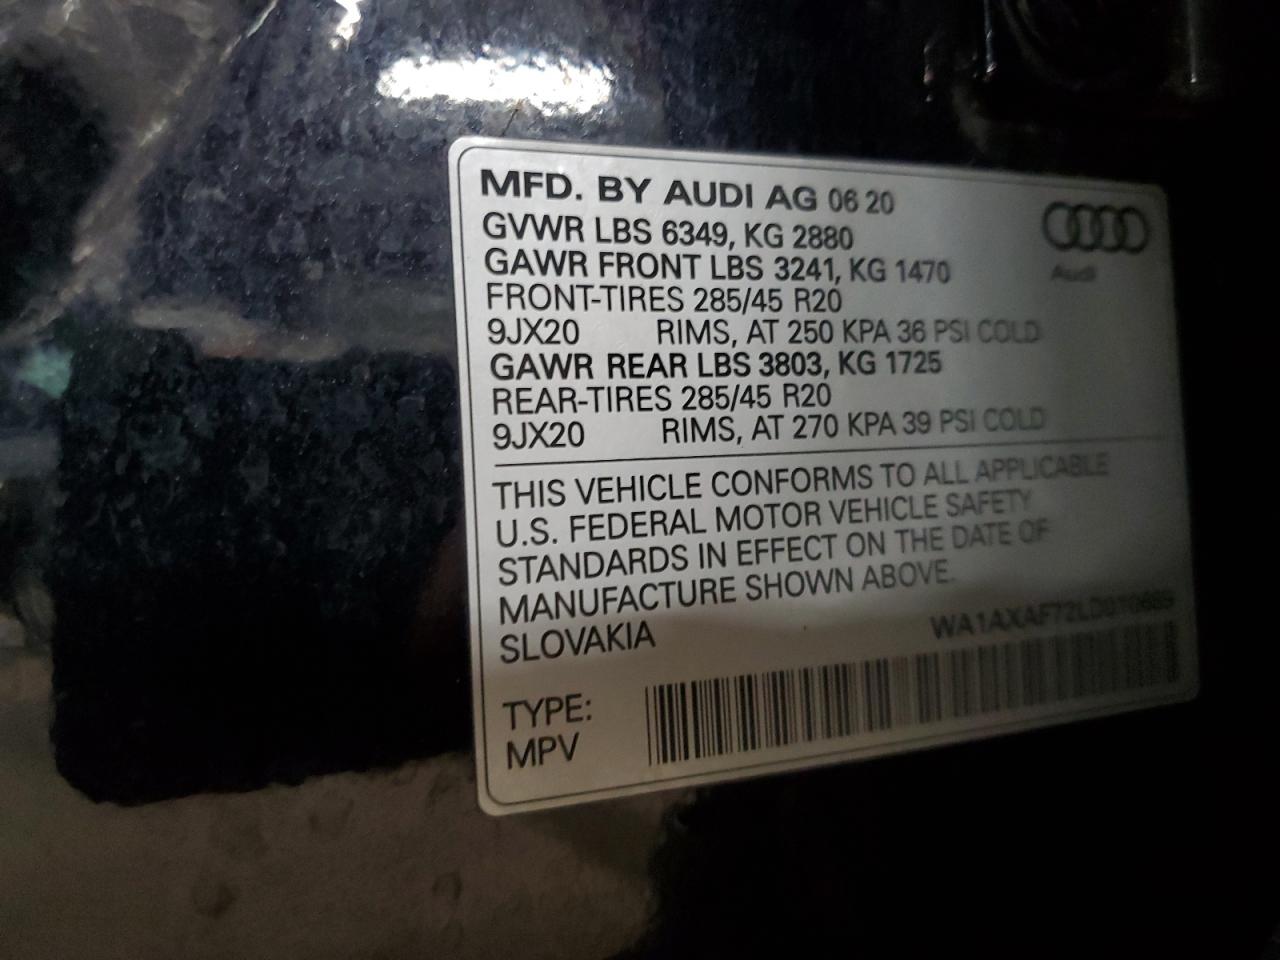 MFD. BY AUDI AG 06 20
GVWR LBS 6349, KG 2880
GAWR FRONT LBS 3241, KG 1470
FRONT-TIRES 285/45 R20
9JX20 RIMS, AT 250 KPA 36 PSI COLD
GAWR REAR LBS 3803, KG 1725
REAR-TIRES 285/45 R20
9JX20 RIMS, AT 270 KPA 39 PSI COLD
Audi
THIS VEHICLE CONFORMS TO ALL APPLICABLE
U.S. FEDERAL MOTOR VEHICLE SAFETY
STANDARDS IN EFFECT ON THE DATE OF
MANUFACTURE SHOWN ABOVE.
SLOVAKIA
TYPE:
MPV